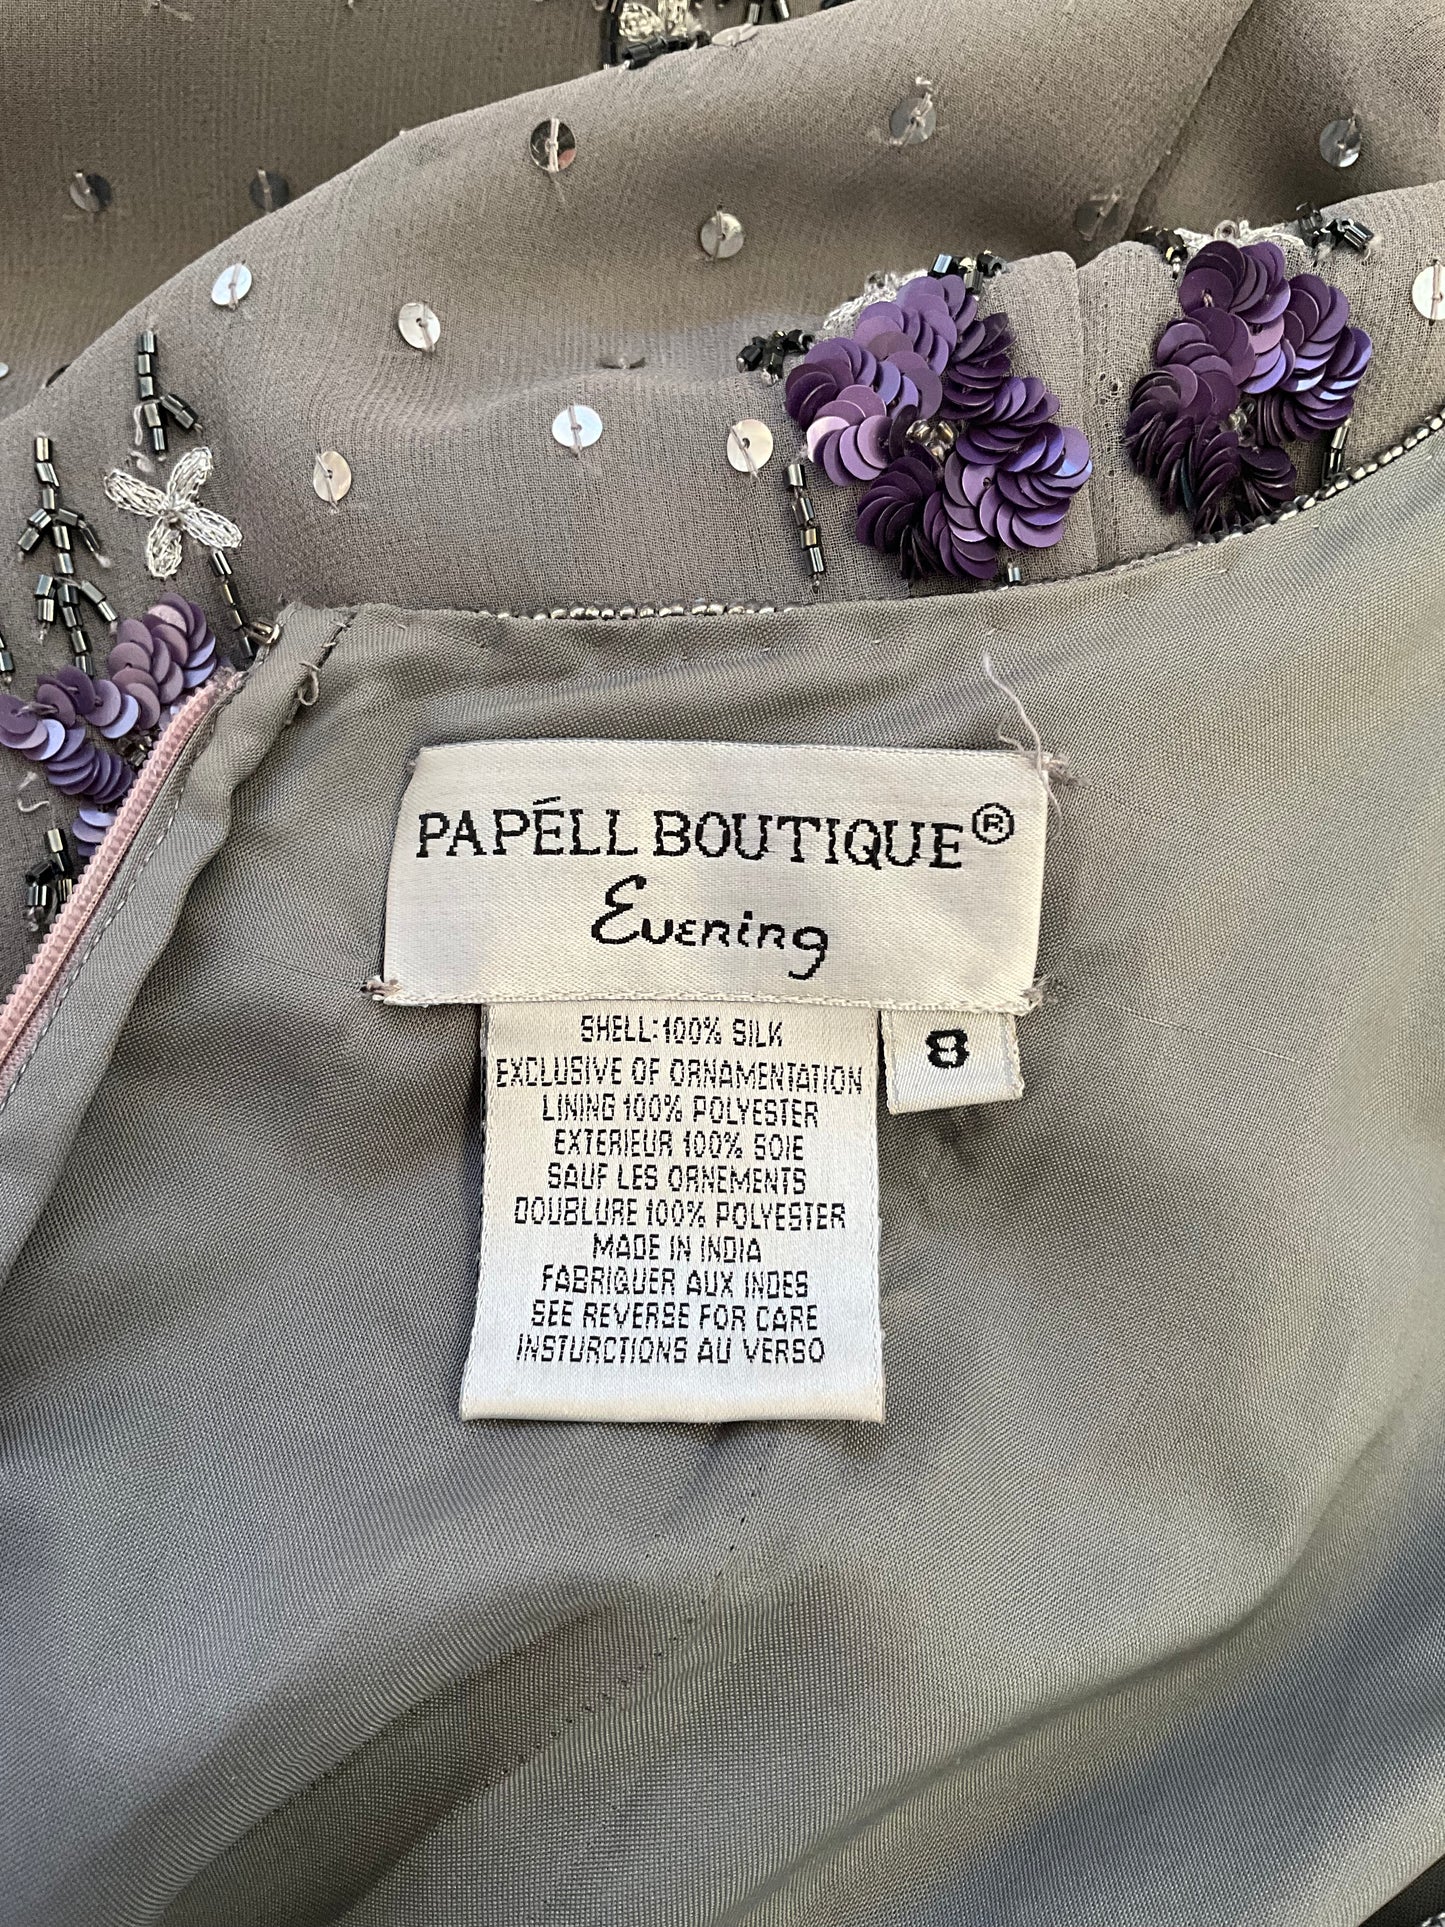 PAPÉLL BOUTIQUE®
Evening
8
SHELL:100% SILK
EXCLUSIVE OF ORNAMENTATION
LINING 100% POLYESTER
EXTERIEUR 100% SOIE
SAUF LES ORNEMENTS
DOUBLURE 100% POLYESTER
MADE IN INDIA
FABRIQUER AUX INDES
SEE REVERSE FOR CARE
INSTURCTIONS AU VERSO